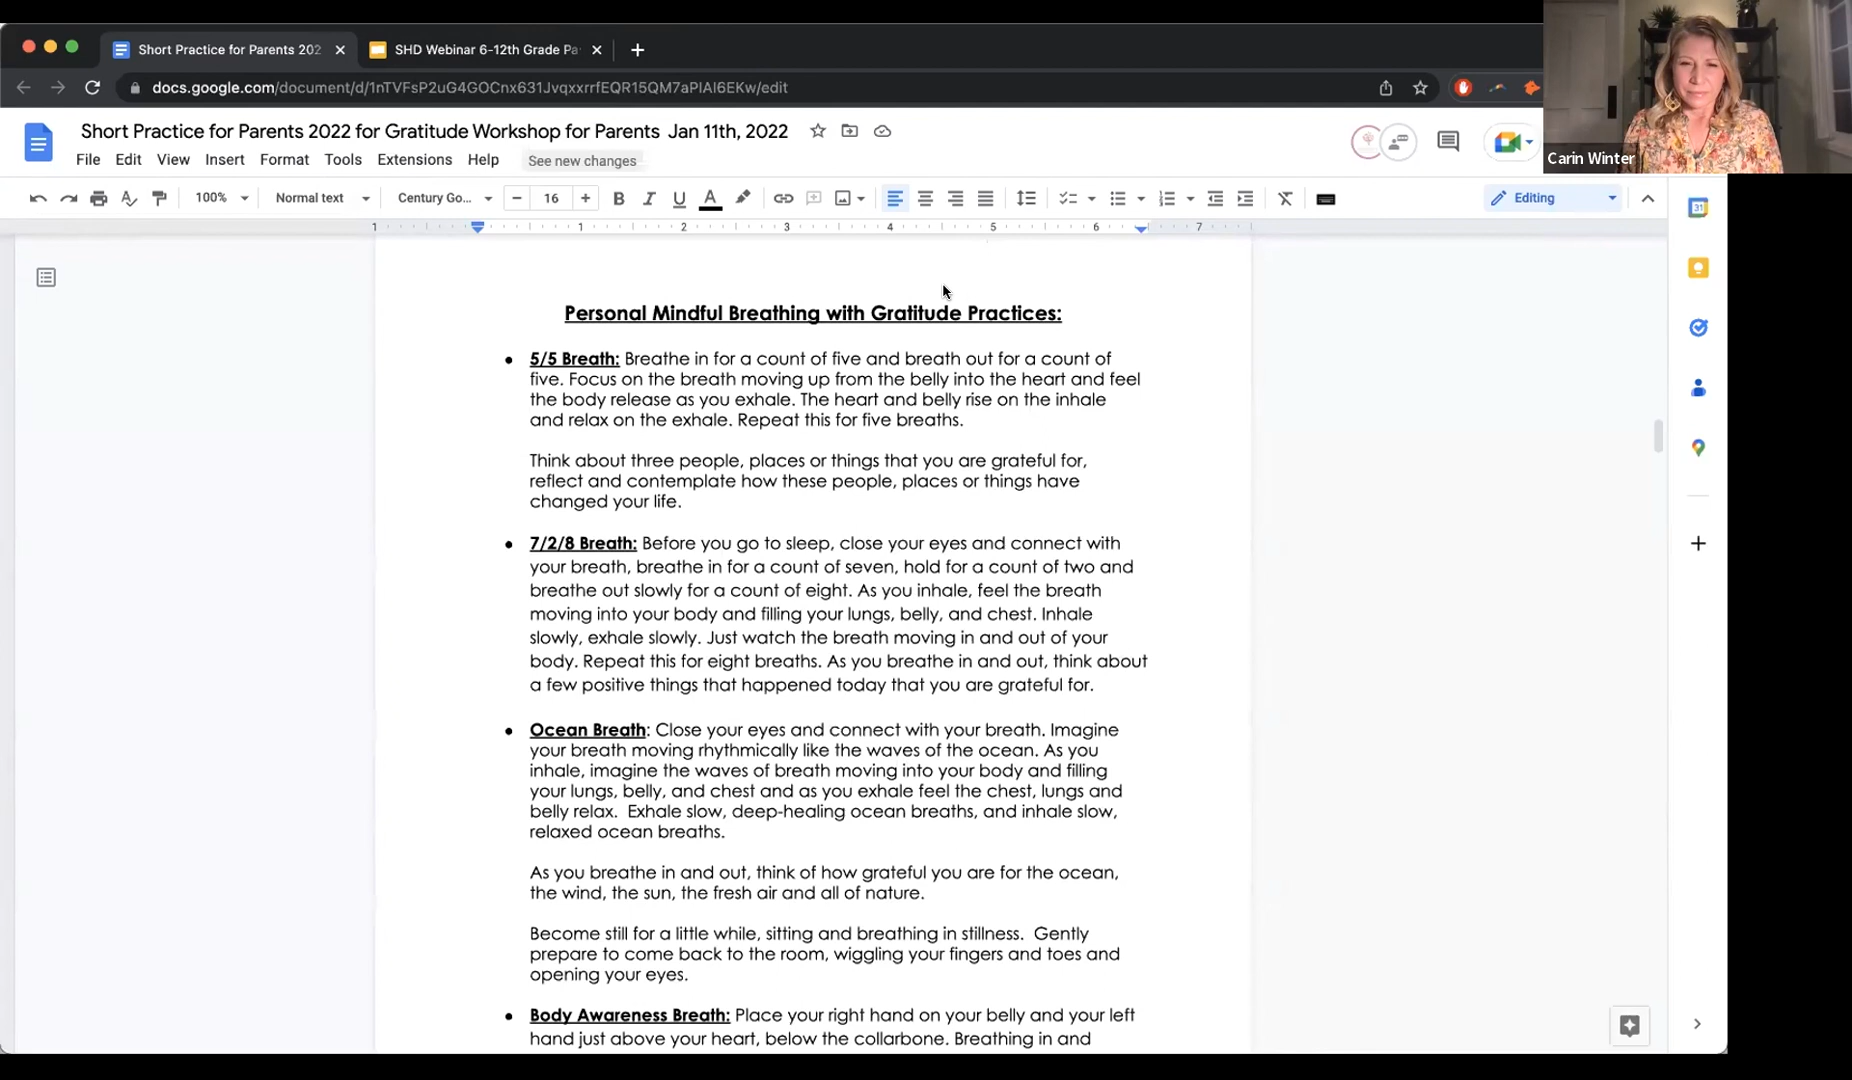 Short Practice for Parents 202
SHD Webinar 6-12th Grade Pa
docs.google.com/document/d/1nTVFsP2uG4GOCnx631JvqxxrrfEQR15QM7aPIAI6EKw/edit
Carin Winter
Short Practice for Parents 2022 for Gratitude Workshop for Parents Jan 11th, 2022
File Edit View Insert Format Tools Extensions Help See new changes
100% Normal text Century Go... 16 B I U A Editing
1 1 2 3 4 5 6 7
31
Personal Mindful Breathing with Gratitude Practices:
● 5/5 Breath: Breathe in for a count of five and breath out for a count of
five. Focus on the breath moving up from the belly into the heart and feel
the body release as you exhale. The heart and belly rise on the inhale
and relax on the exhale. Repeat this for five breaths.
Think about three people, places or things that you are grateful for,
reflect and contemplate how these people, places or things have
changed your life.
● 7/2/8 Breath: Before you go to sleep, close your eyes and connect with
your breath, breathe in for a count of seven, hold for a count of two and
breathe out slowly for a count of eight. As you inhale, feel the breath
moving into your body and filling your lungs, belly, and chest. Inhale
slowly, exhale slowly. Just watch the breath moving in and out of your
body. Repeat this for eight breaths. As you breathe in and out, think about
a few positive things that happened today that you are grateful for.
● Ocean Breath: Close your eyes and connect with your breath. Imagine
your breath moving rhythmically like the waves of the ocean. As you
inhale, imagine the waves of breath moving into your body and filling
your lungs, belly, and chest and as you exhale feel the chest, lungs and
belly relax. Exhale slow, deep-healing ocean breaths, and inhale slow,
relaxed ocean breaths.
As you breathe in and out, think of how grateful you are for the ocean,
the wind, the sun, the fresh air and all of nature.
Become still for a little while, sitting and breathing in stillness. Gently
prepare to come back to the room, wiggling your fingers and toes and
opening your eyes.
● Body Awareness Breath: Place your right hand on your belly and your left
hand just above your heart, below the collarbone. Breathing in and